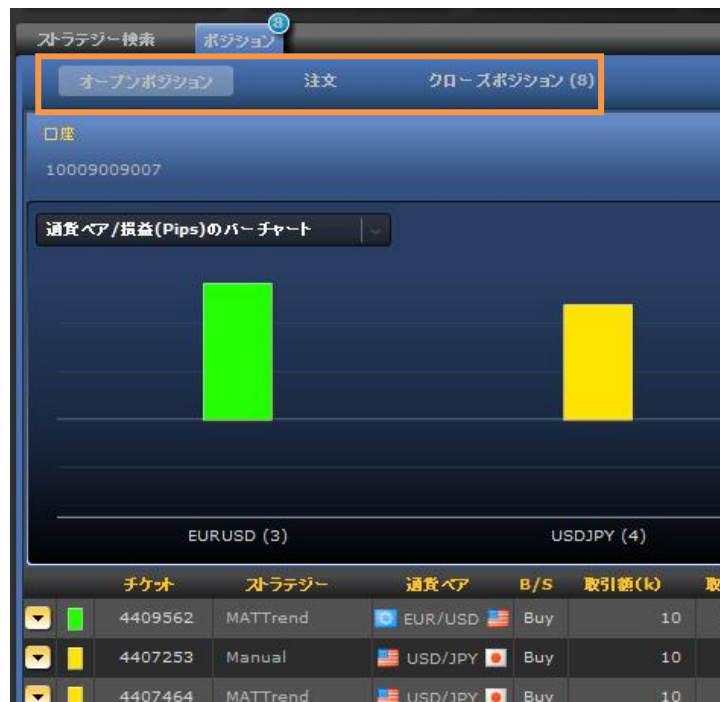 8
ストラテジー検索 ポジション
オープンポジション 注文 クローズポジション (8)
口座
10009009007
通貨ペア/損益(Pips)のバーチャート
EURUSD (3) USDJPY (4)
チケット ストラテジー 通貨ペア B/S 取引額(k) 取
4409562 MATTrend EUR/USD Buy 10
4407253 Manual USD/JPY Buy 10
4407464 MATTrend USD/JPY Buy 10